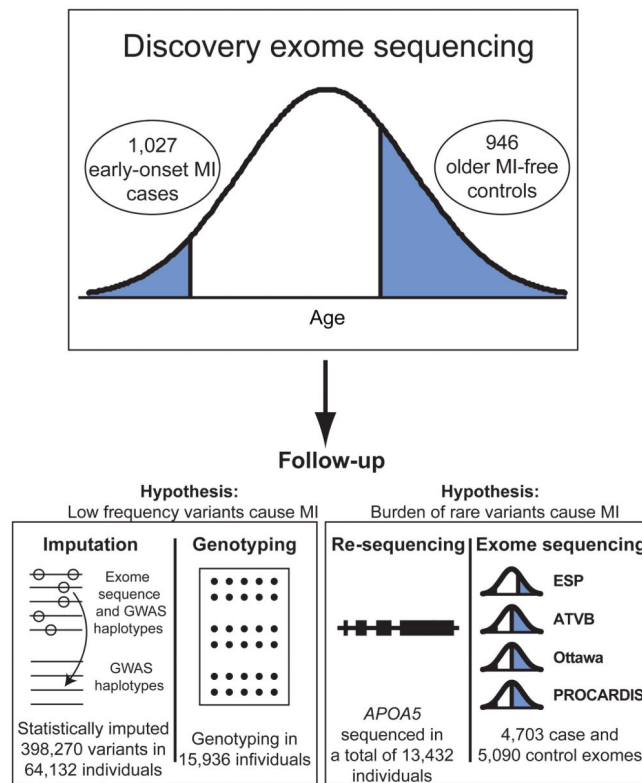 Discovery exome sequencing
1,027
early-onset MI
cases
946
older MI-free
controls
Age
Follow-up
Hypothesis:
Low frequency variants cause MI
Imputation
Exome
sequence
and GWAS
haplotypes
GWAS
haplotypes
Statistically imputed
398,270 variants in
64,132 individuals
Genotyping
Genotyping in
15,936 infividuals
Hypothesis:
Burden of rare variants cause MI
Re-sequencing
APOA5
sequenced in
a total of 13,432
individuals
Exome sequencing
ESP
ATVB
Ottawa
PROCARDIS
4,703 case and
5,090 control exomes